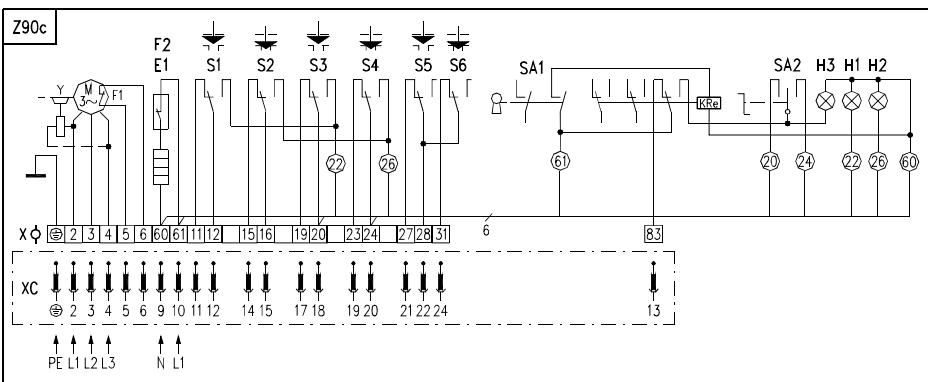 Z90c
F2
E1 S1 S2 S3 S4 S5 S6 SA1 SA2 H3 H1 H2
Y M 3~ F1
KRe
22 26 61 20 24 22 26 60
6
X 2 3 4 5 6 60 61 11 12 15 16 19 20 23 24 27 28 31 83
XC
2 3 4 5 6 9 10 11 12 14 15 17 18 19 20 21 22 24 13
PE L1 L2 L3 N L1